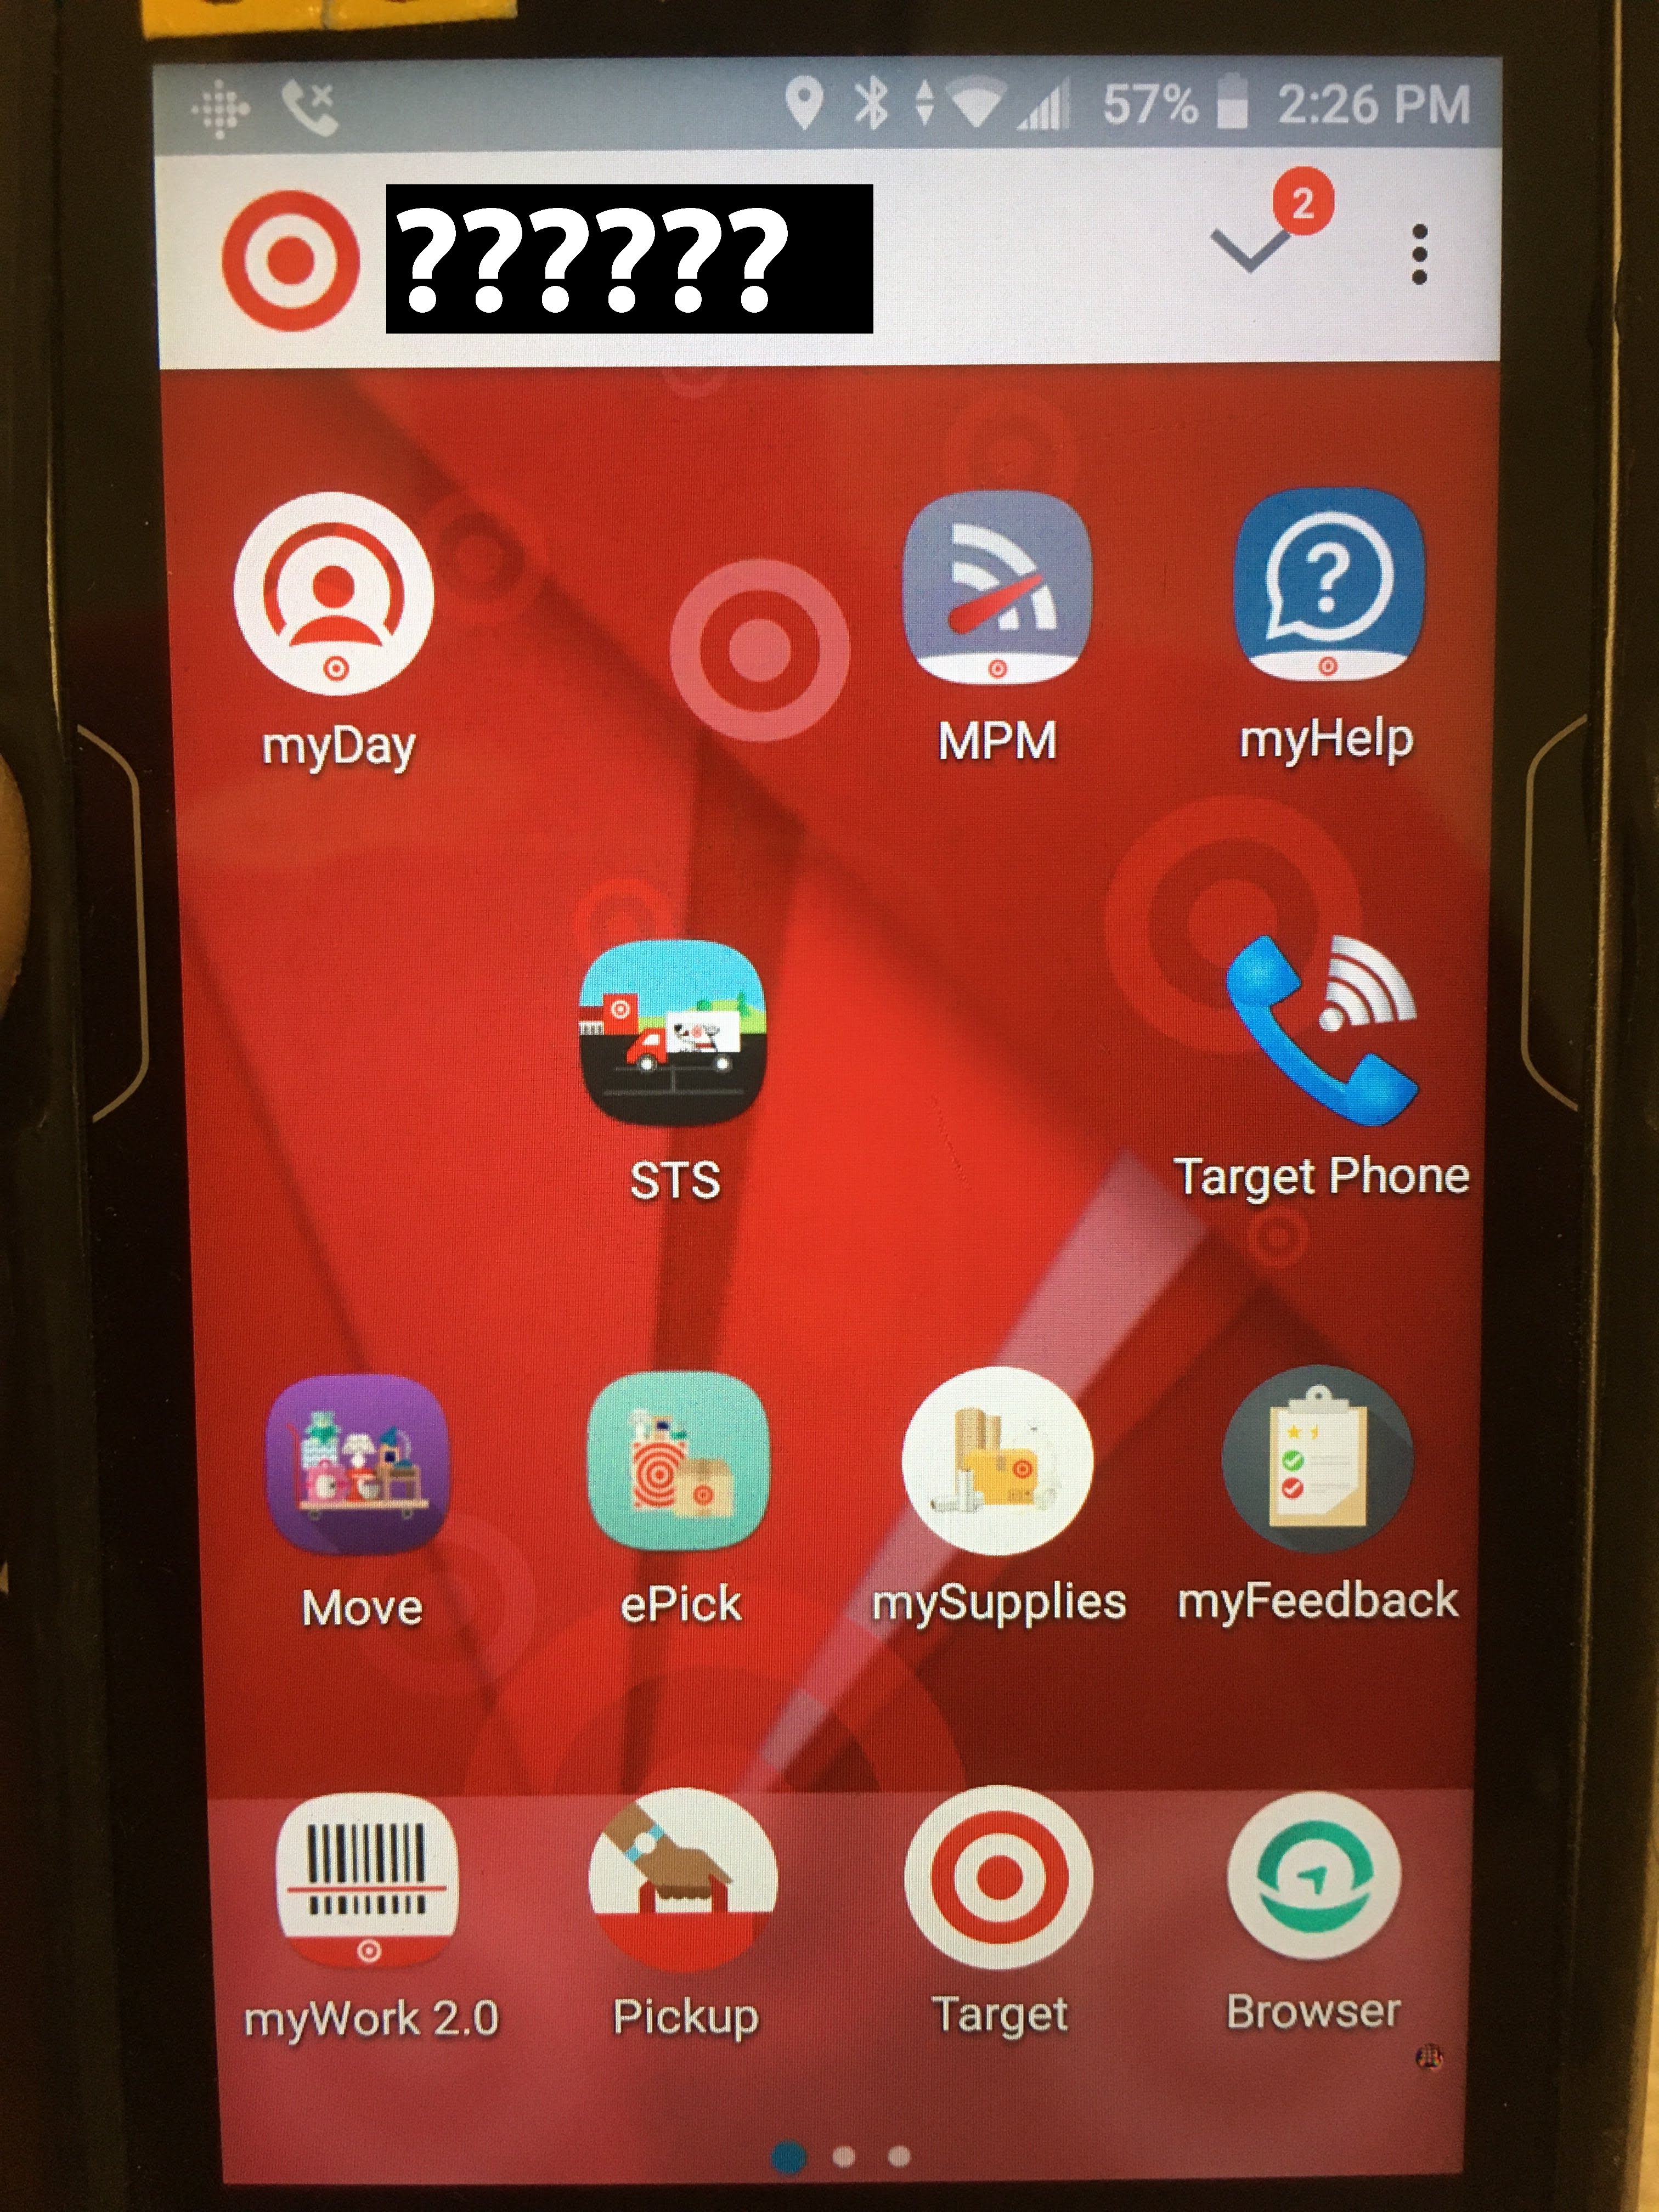 57% 2:26 PM
??????
2
myDay MPM myHelp
STS Target Phone
Move ePick mySupplies myFeedback
myWork 2.0 Pickup Target Browser